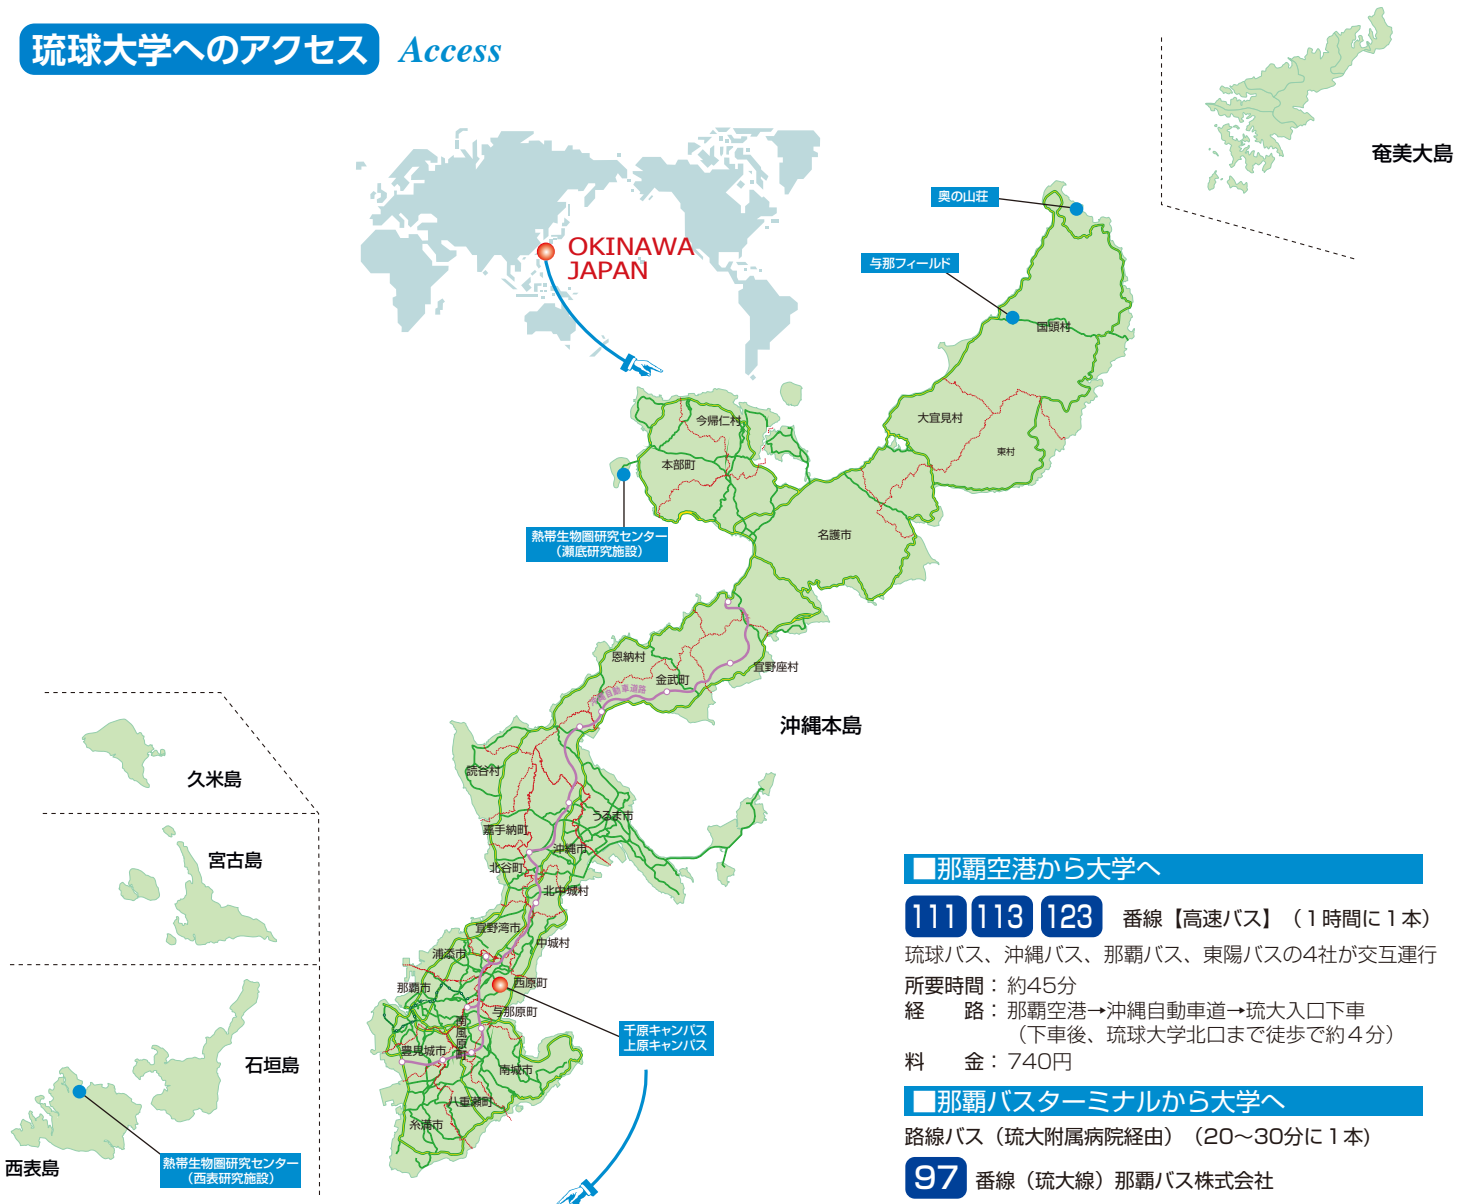 琉球大学へのアクセス Access
奄美大島
OKINAWA
JAPAN
奥の山荘
与那フィールド
国頭村
大宜見村
東村
今帰仁村
本部町
名護市
熱帯生物圏研究センター
（瀬底研究施設）
恩納村
金武町
宜野座村
自動車道路
沖縄本島
久米島
宮古島
石垣島
西表島
熱帯生物圏研究センター
（西表研究施設）
読谷村
うるま市
嘉手納町
沖縄市
北谷町
北中城村
宜野湾市
中城村
浦添市
那覇市
西原町
与那原町
南風原町
豊見城市
南城市
八重瀬町
糸満市
千原キャンパス
上原キャンパス
■那覇空港から大学へ
111 113 123 番線【高速バス】（１時間に１本）
琉球バス、沖縄バス、那覇バス、東陽バスの4社が交互運行
所要時間：約45分
経　　路：那覇空港→沖縄自動車道→琉大入口下車
（下車後、琉球大学北口まで徒歩で約４分）
料　　金：740円
■那覇バスターミナルから大学へ
路線バス（琉大附属病院経由）（20～30分に１本)
97 番線（琉大線）那覇バス株式会社